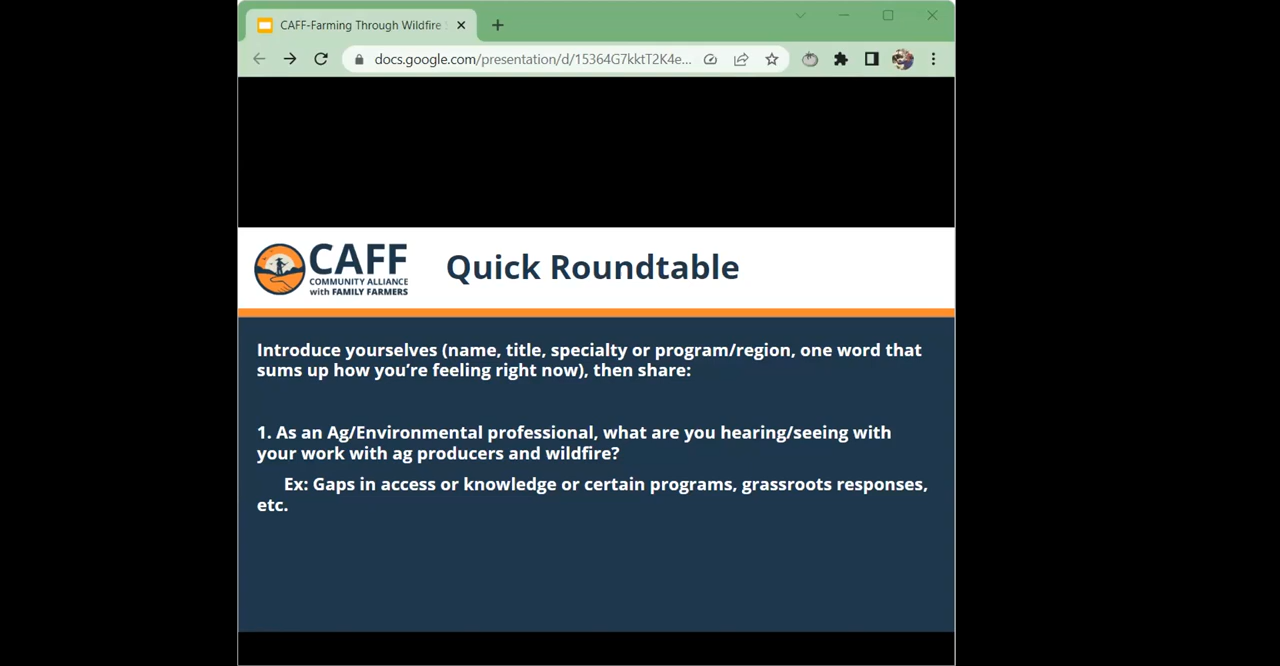 CAFF-Farming Through Wildfire
docs.google.com/presentation/d/15364G7kktT2K4e...
CAFF
COMMUNITY ALLIANCE
with FAMILY FARMERS
Quick Roundtable
Introduce yourselves (name, title, specialty or program/region, one word that
sums up how you’re feeling right now), then share:
1. As an Ag/Environmental professional, what are you hearing/seeing with
your work with ag producers and wildfire?
Ex: Gaps in access or knowledge or certain programs, grassroots responses,
etc.